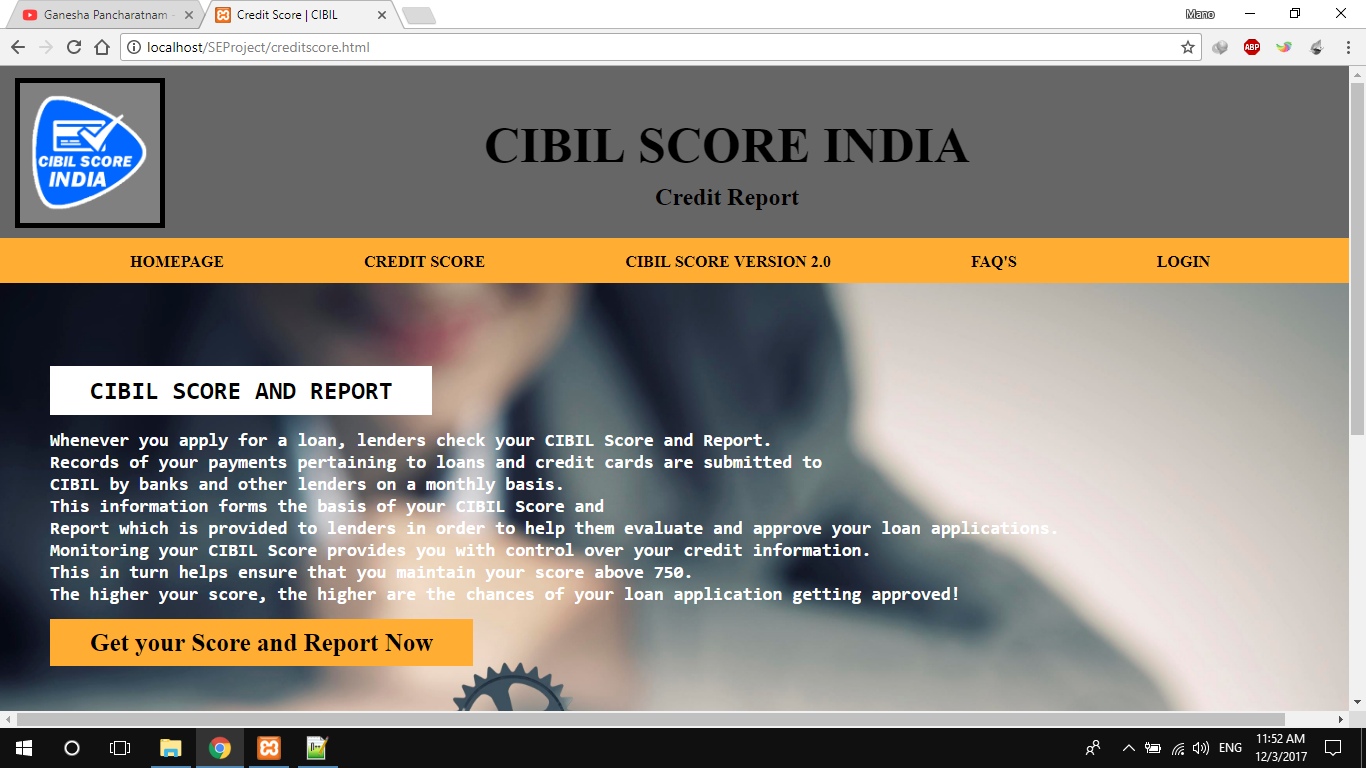 Ganesha Pancharatnam -
Credit Score | CIBIL
Mano
localhost/SEProject/creditscore.html
ABP
CIBIL SCORE
INDIA
CIBIL SCORE INDIA
Credit Report
HOMEPAGE
CREDIT SCORE
CIBIL SCORE VERSION 2.0
FAQ'S
LOGIN
CIBIL SCORE AND REPORT
Whenever you apply for a loan, lenders check your CIBIL Score and Report.
Records of your payments pertaining to loans and credit cards are submitted to
CIBIL by banks and other lenders on a monthly basis.
This information forms the basis of your CIBIL Score and
Report which is provided to lenders in order to help them evaluate and approve your loan applications.
Monitoring your CIBIL Score provides you with control over your credit information.
This in turn helps ensure that you maintain your score above 750.
The higher your score, the higher are the chances of your loan application getting approved!
Get your Score and Report Now
ENG
11:52 AM
12/3/2017